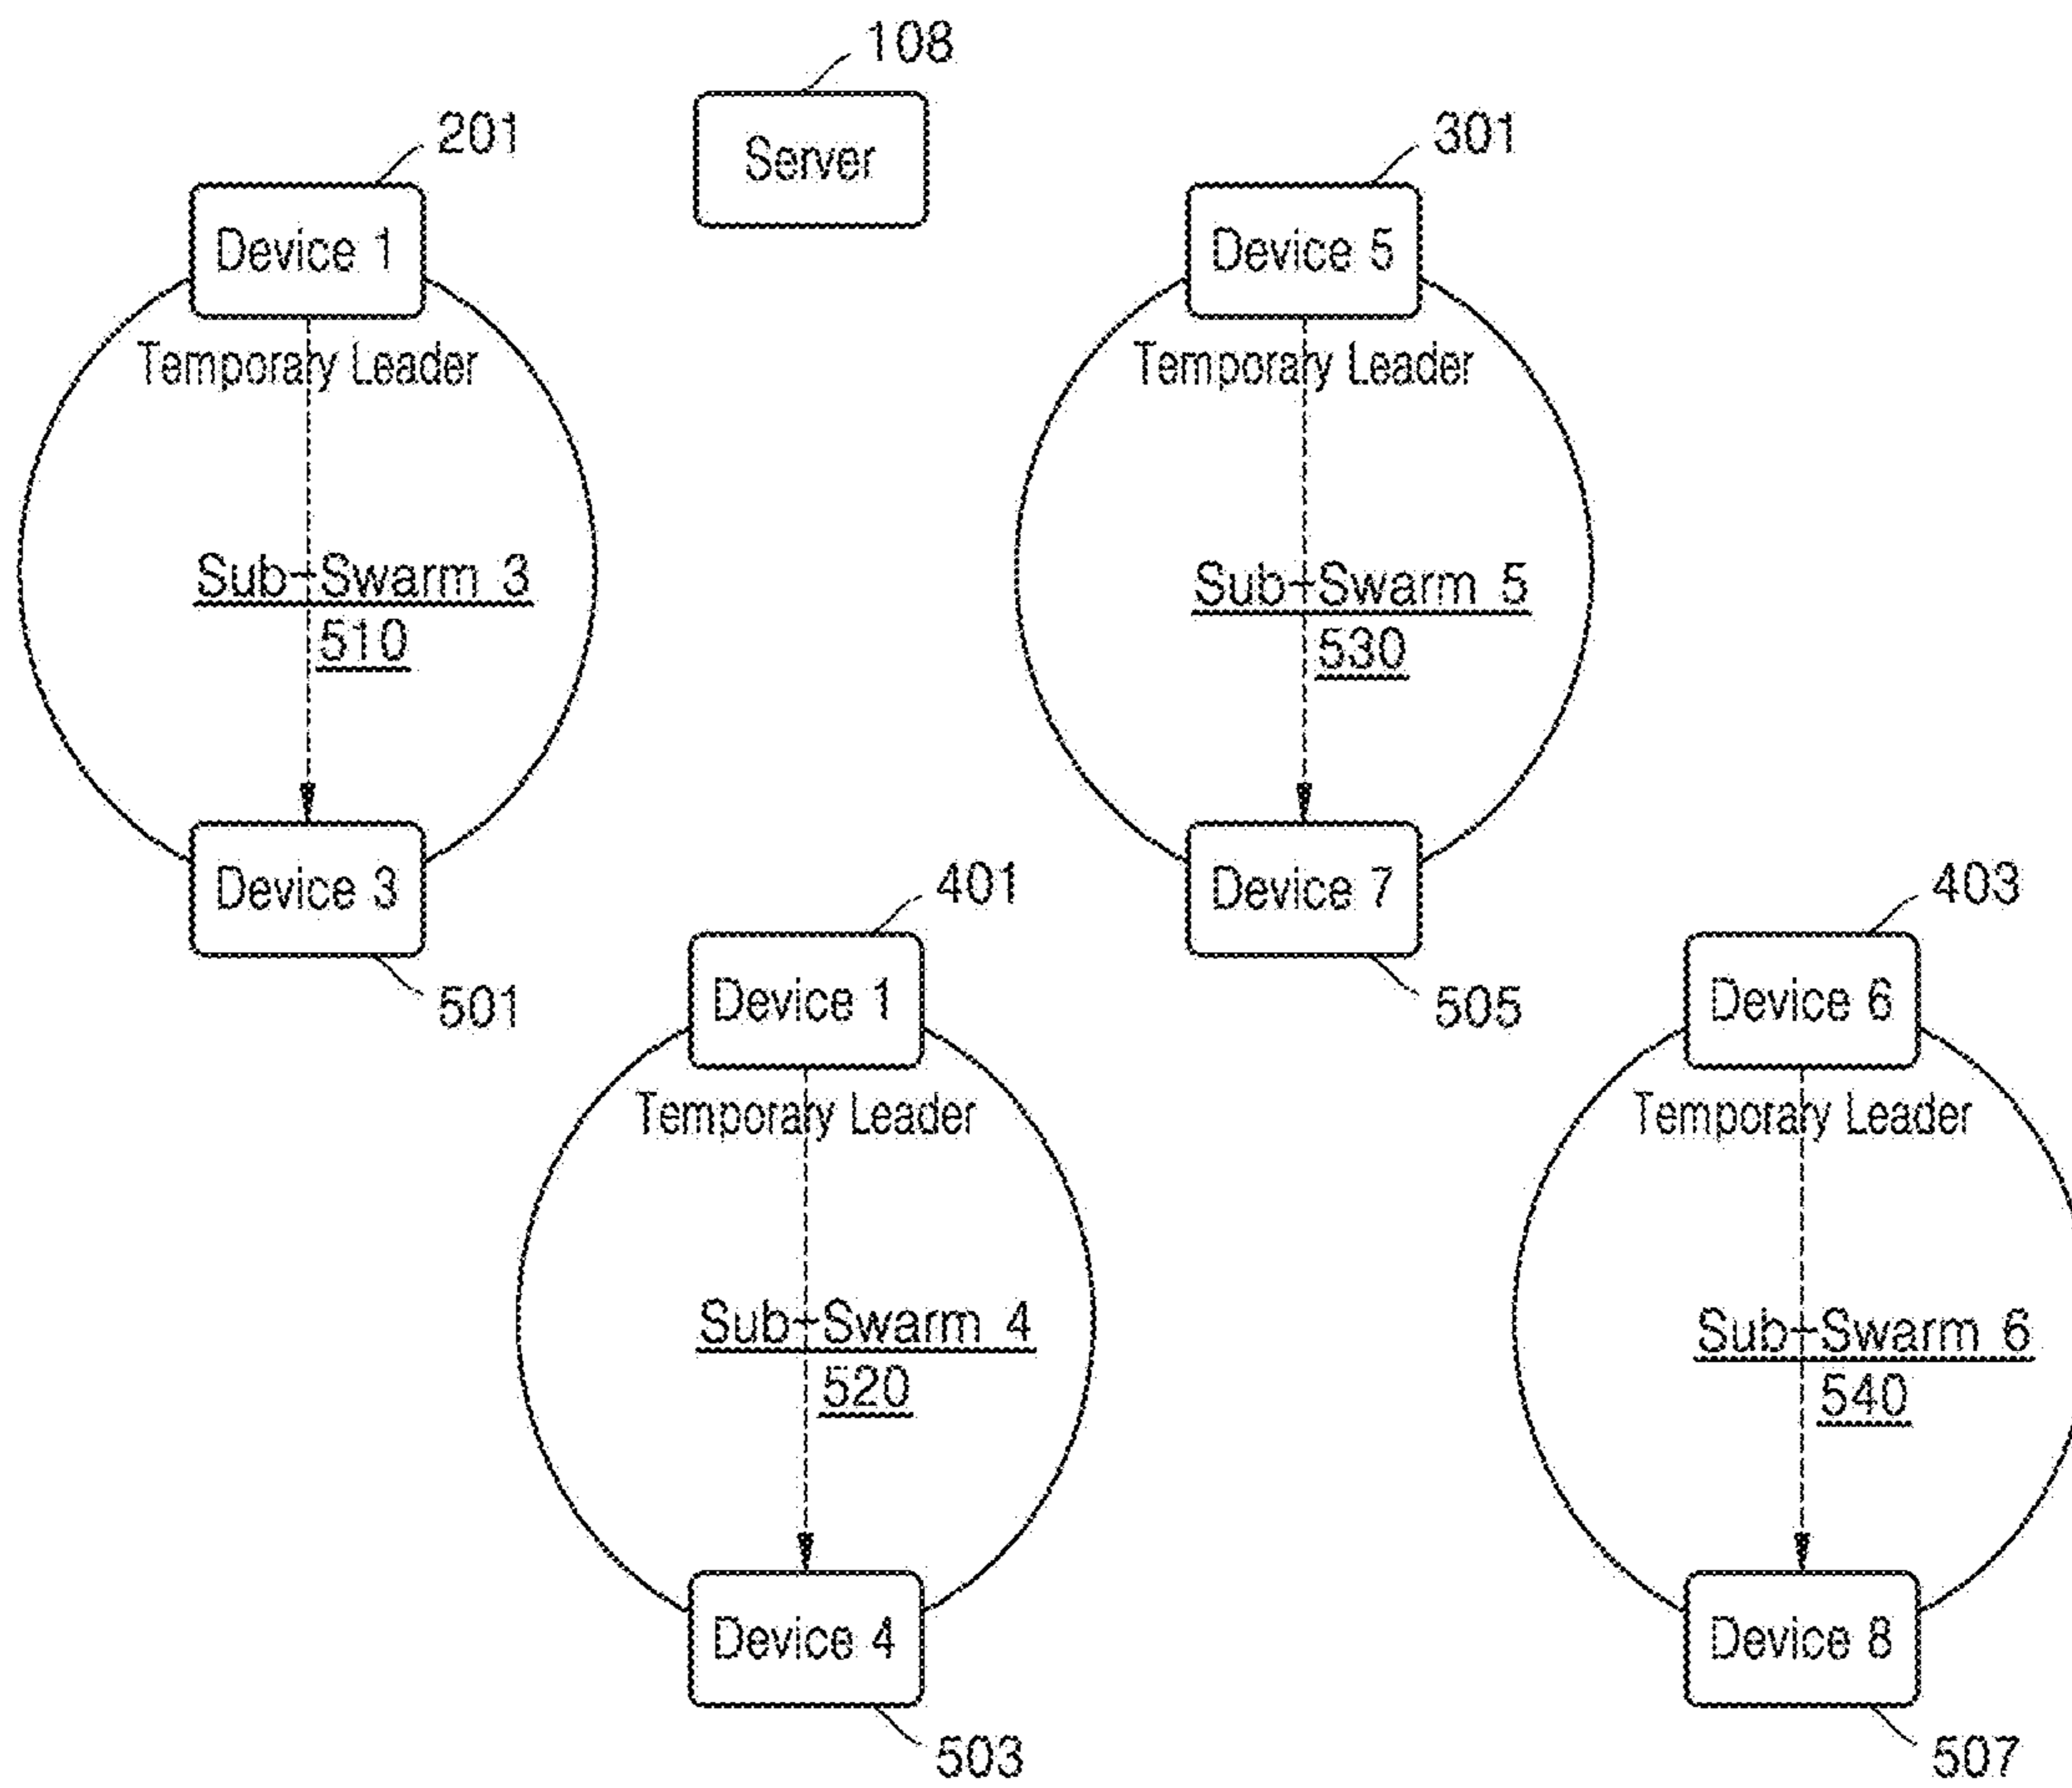 108
Server
201
Device 1
Temporary Leader
Sub-Swarm 3
510
Device 3
501
301
Device 5
Temporary Leader
Sub-Swarm 5
530
Device 7
505
401
Device 1
Temporary Leader
Sub-Swarm 4
520
Device 4
503
403
Device 6
Temporary Leader
Sub-Swarm 6
540
Device 8
507